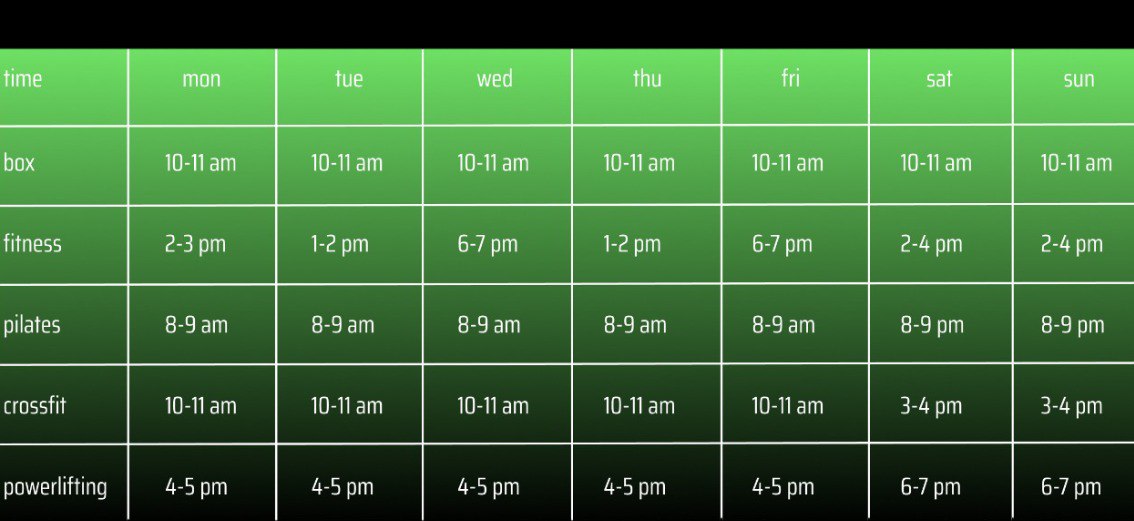 time mon tue wed thu fri sat sun
box 10-11 am 10-11 am 10-11 am 10-11 am 10-11 am 10-11 am 10-11 am
fitness 2-3 pm 1-2 pm 6-7 pm 1-2 pm 6-7 pm 2-4 pm 2-4 pm
pilates 8-9 am 8-9 am 8-9 am 8-9 am 8-9 am 8-9 pm 8-9 pm
crossfit 10-11 am 10-11 am 10-11 am 10-11 am 10-11 am 3-4 pm 3-4 pm
powerlifting 4-5 pm 4-5 pm 4-5 pm 4-5 pm 4-5 pm 6-7 pm 6-7 pm